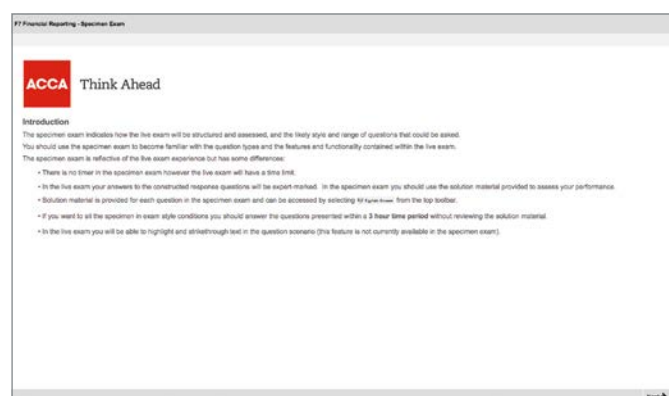 F7 Financial Reporting - Specimen Exam
ACCA Think Ahead
Introduction
The specimen exam indicates how the live exam will be structured and assessed, and the likely style and range of questions that could be asked.
You should use the specimen exam to become familiar with the question types and the features and functionality contained within the live exam.
The specimen exam is reflective of the live exam experience but has some differences:
• There is no timer in the specimen exam however the live exam will have a time limit.
• In the live exam your answers to the constructed response questions will be expert-marked. In the specimen exam you should use the solution material provided to assess your performance.
• Solution material is provided for each question in the specimen exam and can be accessed by selecting from the top toolbar.
• If you want to sit the specimen in exam style conditions you should answer the questions presented within a 3 hour time period without reviewing the solution material.
• In the live exam you will be able to highlight and strikethrough text in the question scenario (this feature is not currently available in the specimen exam).